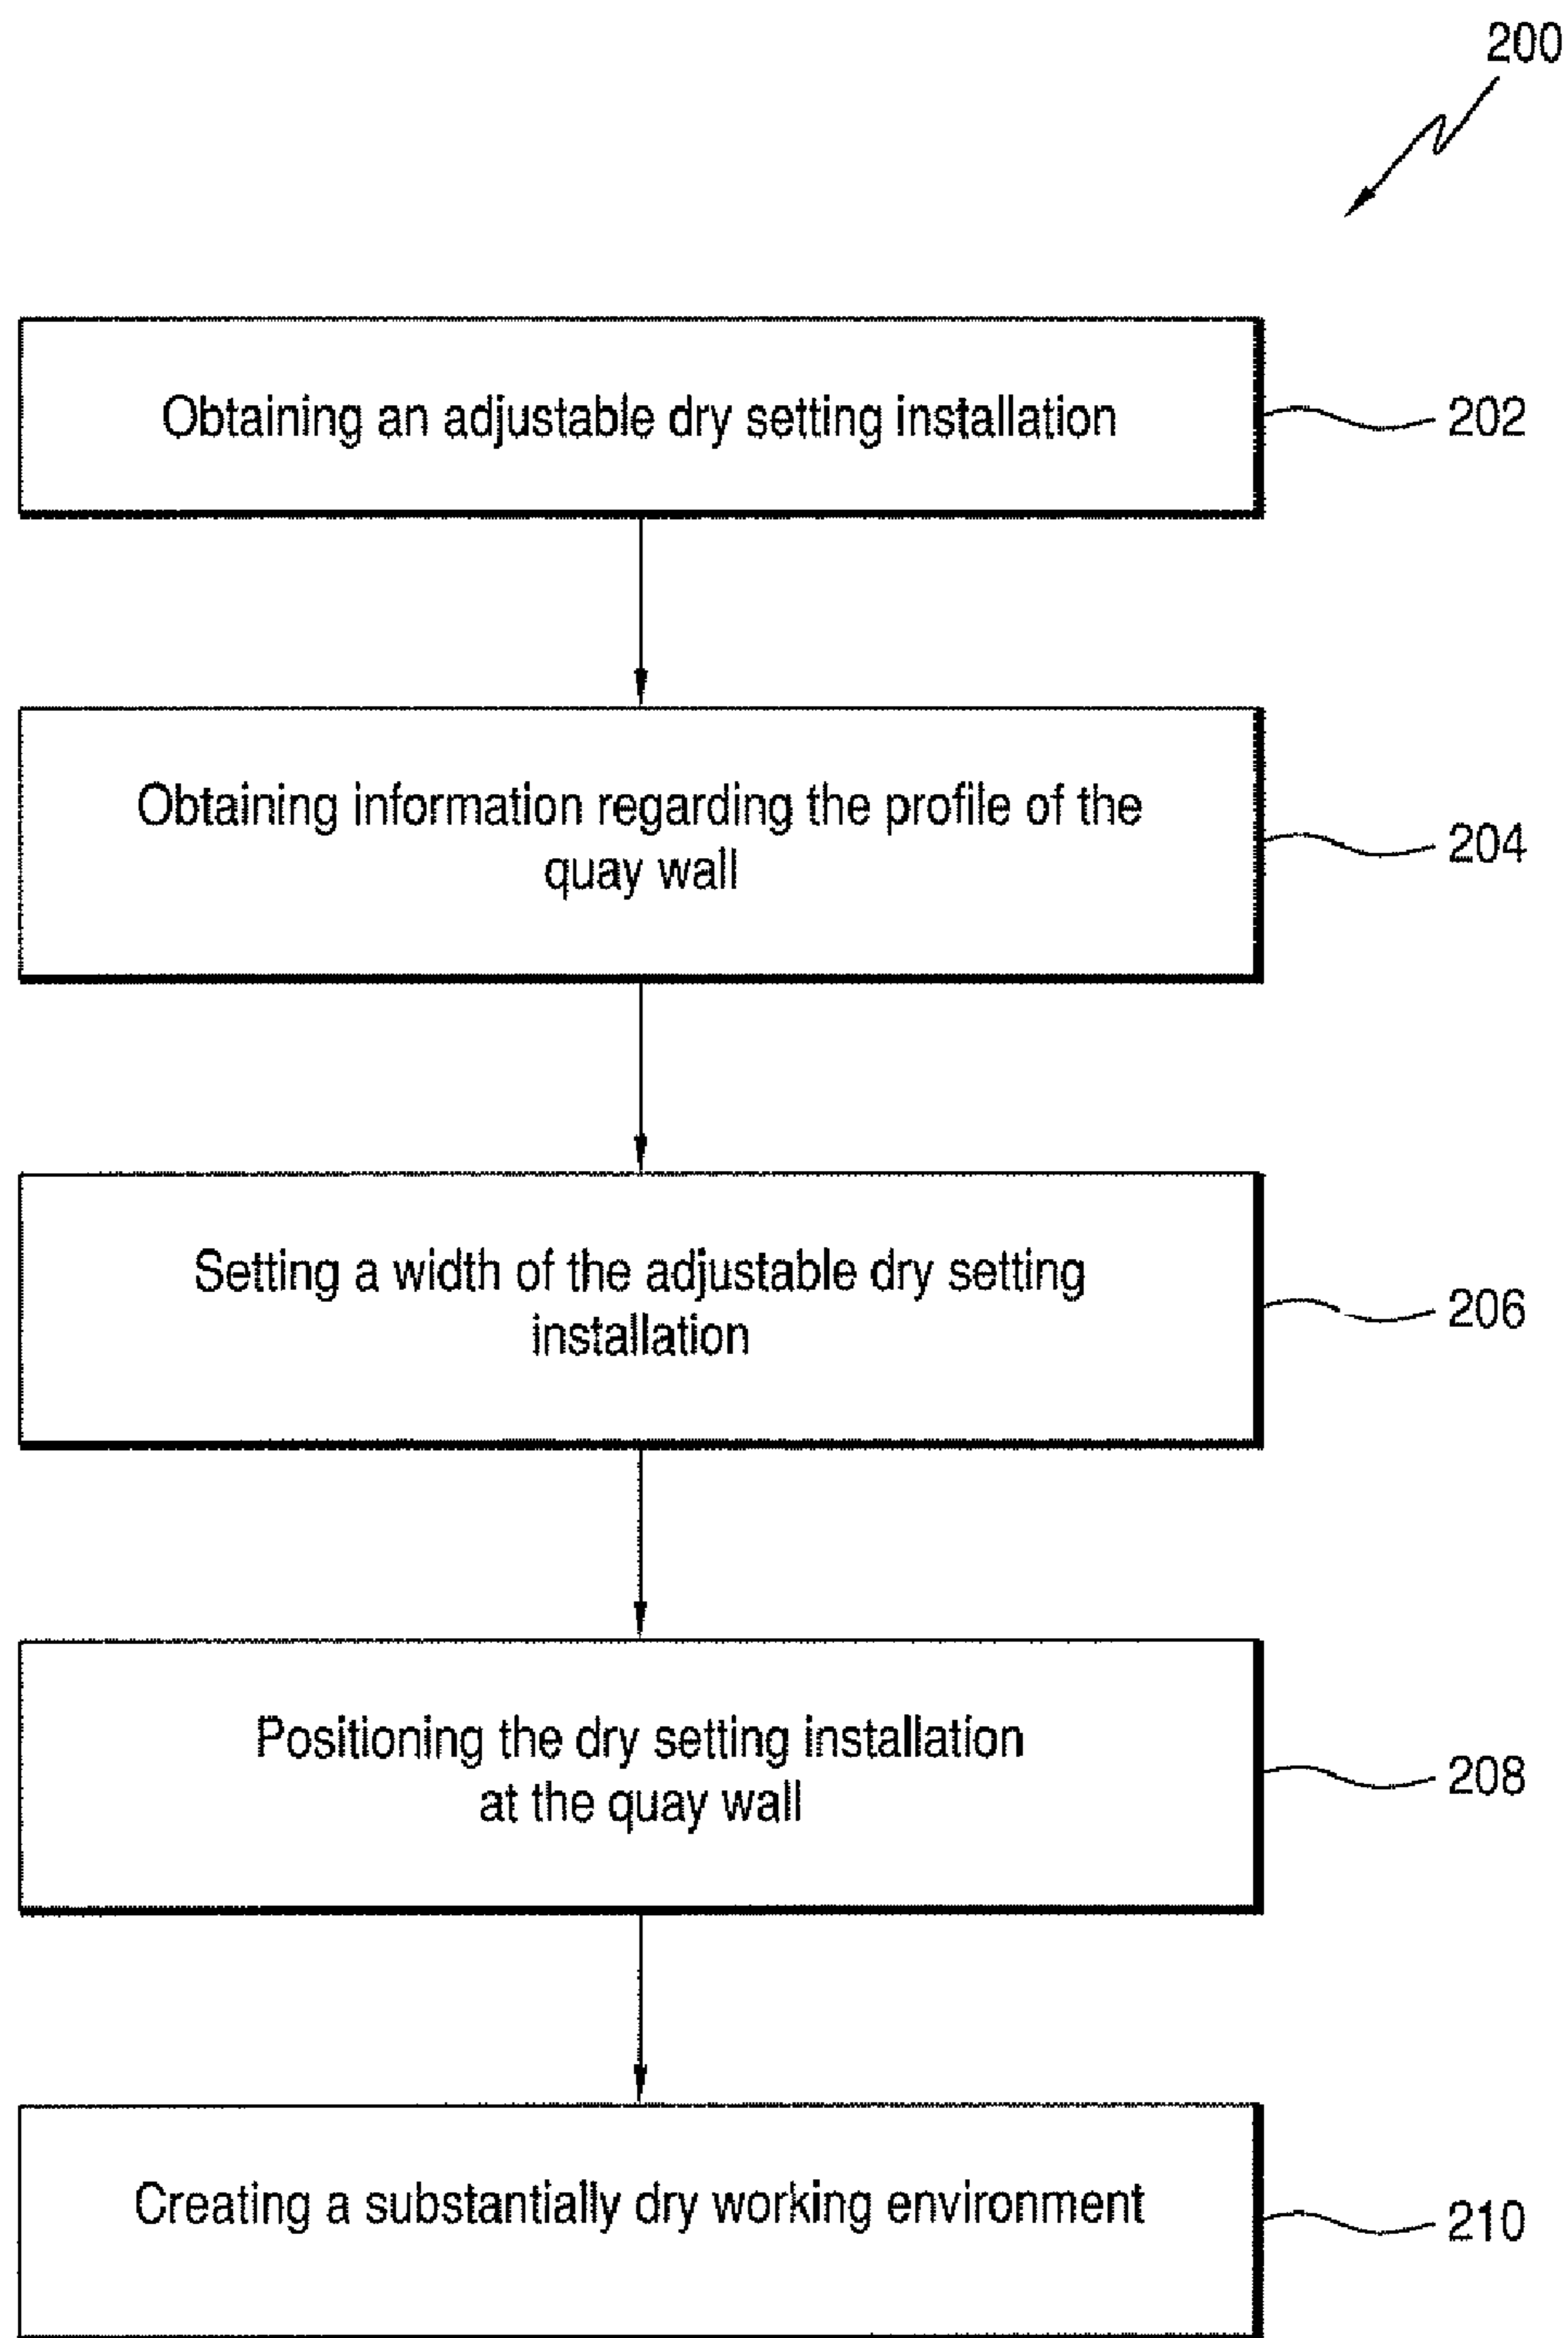 200
Obtaining an adjustable dry setting installation
202
Obtaining information regarding the profile of the
quay wall
204
Setting a width of the adjustable dry setting
installation
206
Positioning the dry setting installation
at the quay wall
208
Creating a substantially dry working environment
210